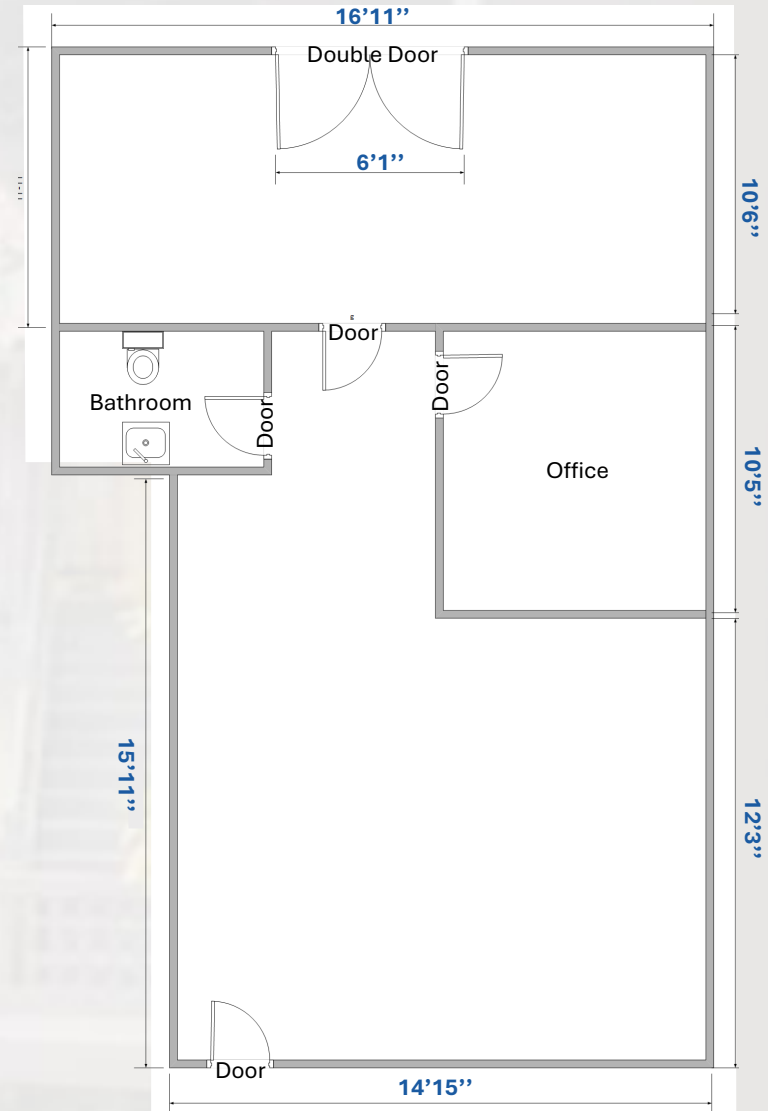 16’11’’
Double Door
6’1’’
10’6’’
Door
Door
Bathroom
Door
Office
10’5’’
15’11’’
12’3’’
Door
14’15’’